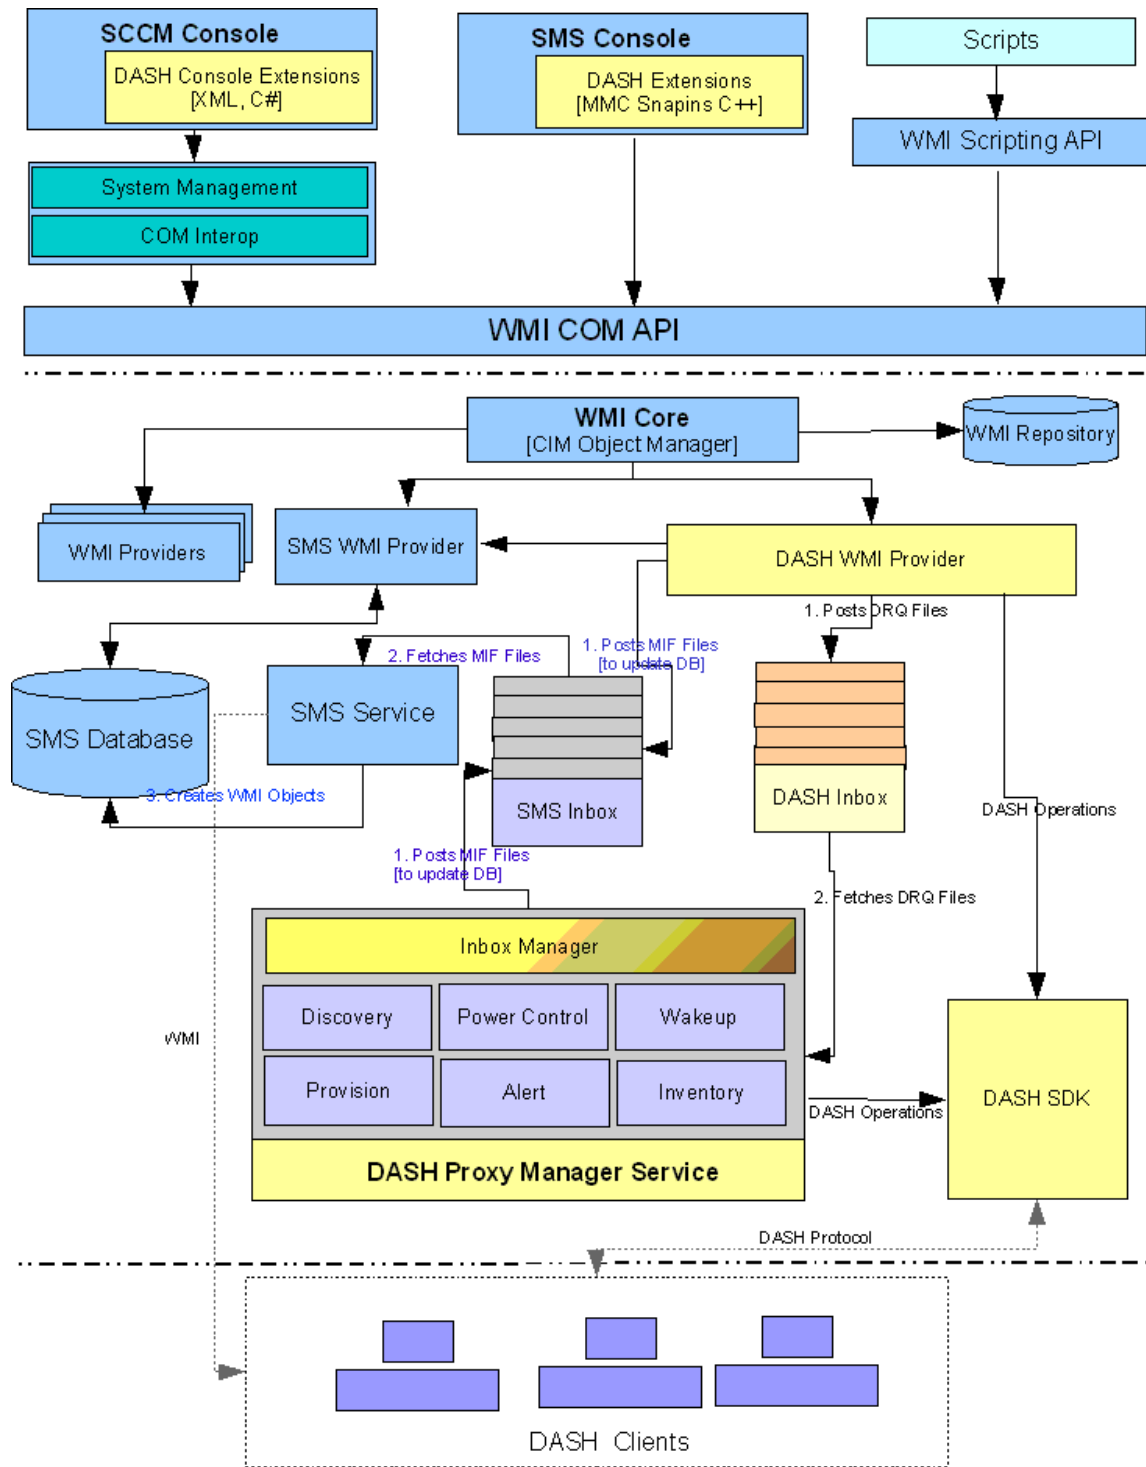 SCCM Console
DASH Console Extensions
[XML, C#]
SMS Console
DASH Extensions
[MMC Snapins C++]
Scripts
WMI Scripting API
System Management
COM Interop
WMI COM API
WMI Core
[CIM Object Manager]
WMI Repository
WMI Providers
SMS WMI Provider
DASH WMI Provider
1. Posts DRQ Files
1. Posts MIF Files
[to update DB]
2. Fetches MIF Files
SMS Service
SMS Database
3. Creates WMI Objects
SMS Inbox
DASH Inbox
DASH Operations
1. Posts MIF Files
[to update DB]
2. Fetches DRQ Files
Inbox Manager
Discovery
Power Control
Wakeup
WMI
Provision
Alert
Inventory
DASH Operations
DASH SDK
DASH Proxy Manager Service
DASH Protocol
DASH Clients